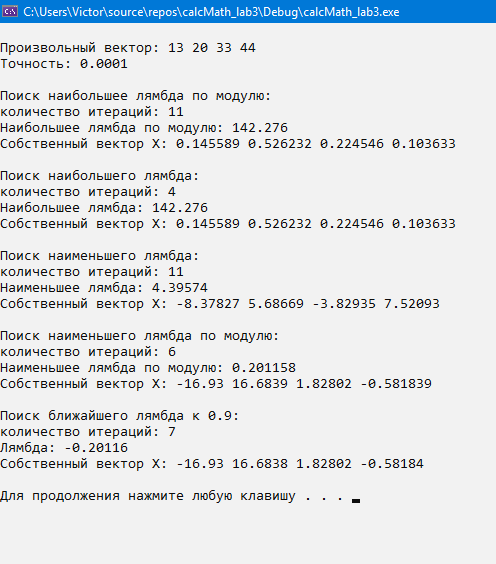 C:\Users\Victor\source\repos\calcMath_lab3\Debug\calcMath_lab3.exe
Произвольный вектор: 13 20 33 44
Точность: 0.0001
Поиск наибольшее лямбда по модулю:
количество итераций: 11
Наибольшее лямбда по модулю: 142.276
Собственный вектор X: 0.145589 0.526232 0.224546 0.103633
Поиск наибольшего лямбда:
количество итераций: 4
Наибольшее лямбда: 142.276
Собственный вектор X: 0.145589 0.526232 0.224546 0.103633
Поиск наименьшего лямбда:
количество итераций: 11
Наименьшее лямбда: 4.39574
Собственный вектор X: -8.37827 5.68669 -3.82935 7.52093
Поиск наименьшего лямбда по модулю:
количество итераций: 6
Наименьшее лямбда по модулю: 0.201158
Собственный вектор X: -16.93 16.6839 1.82802 -0.581839
Поиск ближайшего лямбда к 0.9:
количество итераций: 7
Лямбда: -0.20116
Собственный вектор X: -16.93 16.6838 1.82802 -0.58184
Для продолжения нажмите любую клавишу . . .